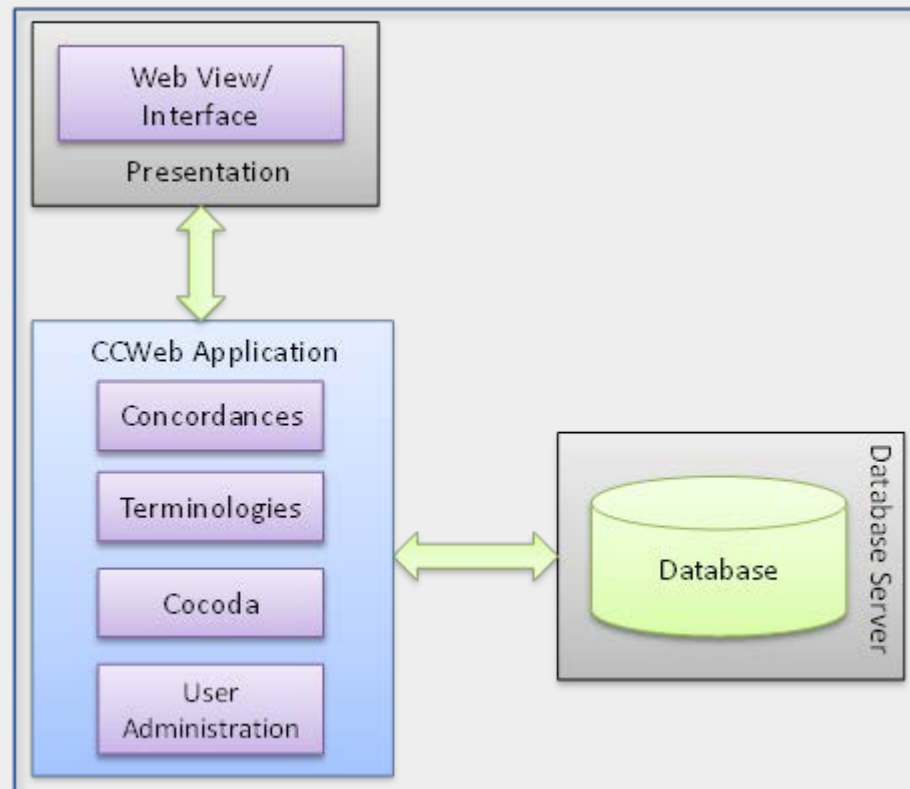 Web View/
Interface
Presentation
CCWeb Application
Concordances
Terminologies
Cocoda
User
Administration
Database
Database Server